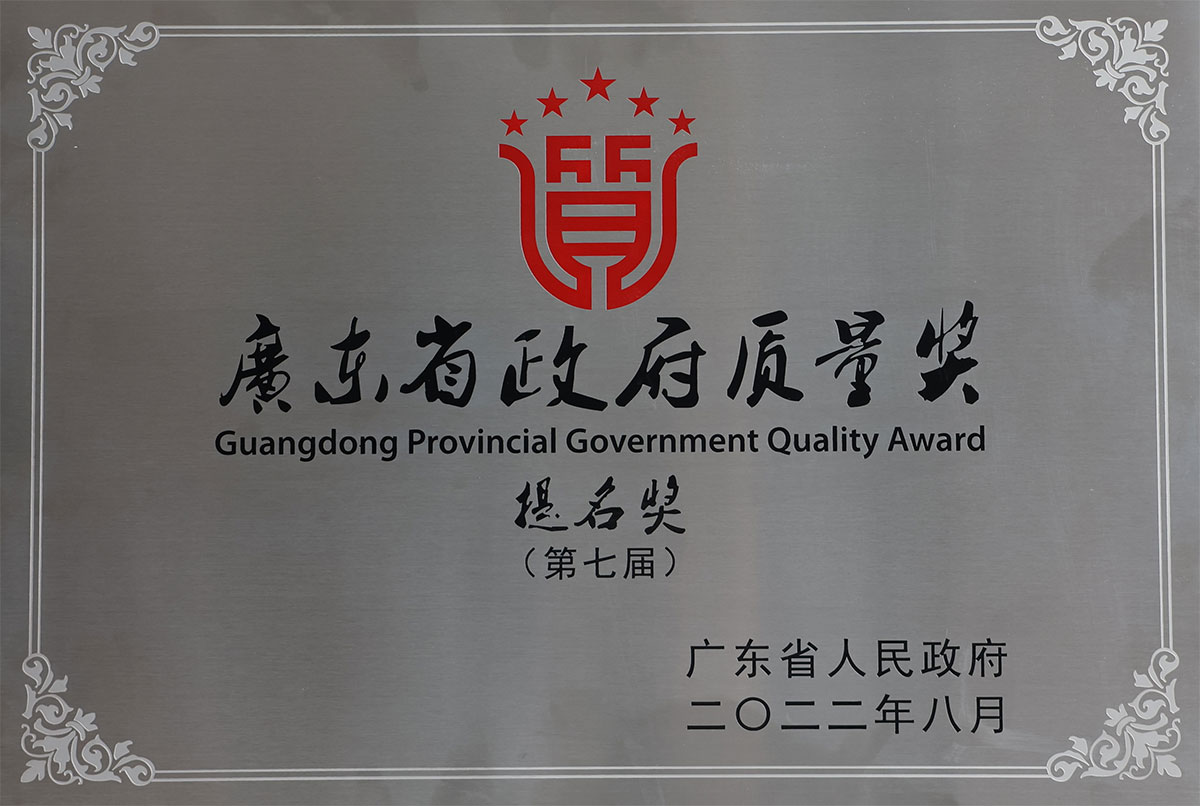 廣东省政府质量奖
Guangdong Provincial Government Quality Award
提名奖
（第七届）
广东省人民政府
二〇二二年八月